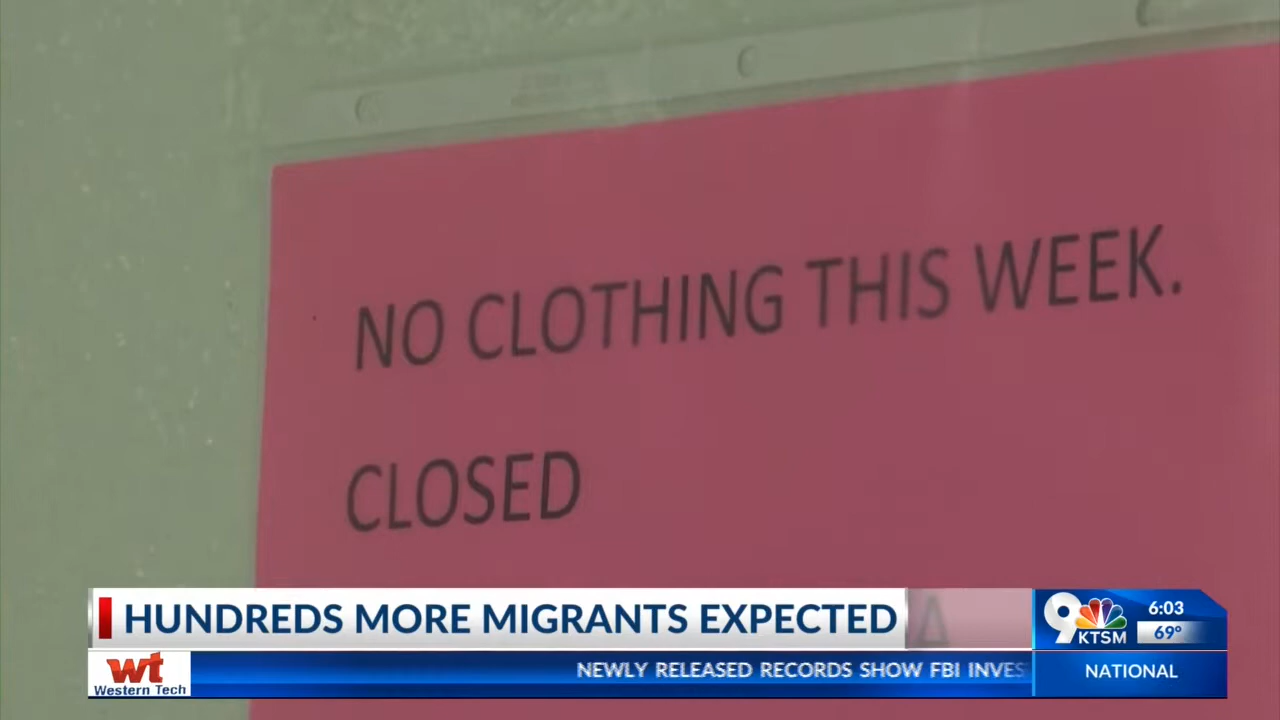 NO CLOTHING THIS WEEK.
CLOSED
HUNDREDS MORE MIGRANTS EXPECTED
9
KTSM
6:03
69°
wt
Western Tech
NEWLY RELEASED RECORDS SHOW FBI INVES
NATIONAL